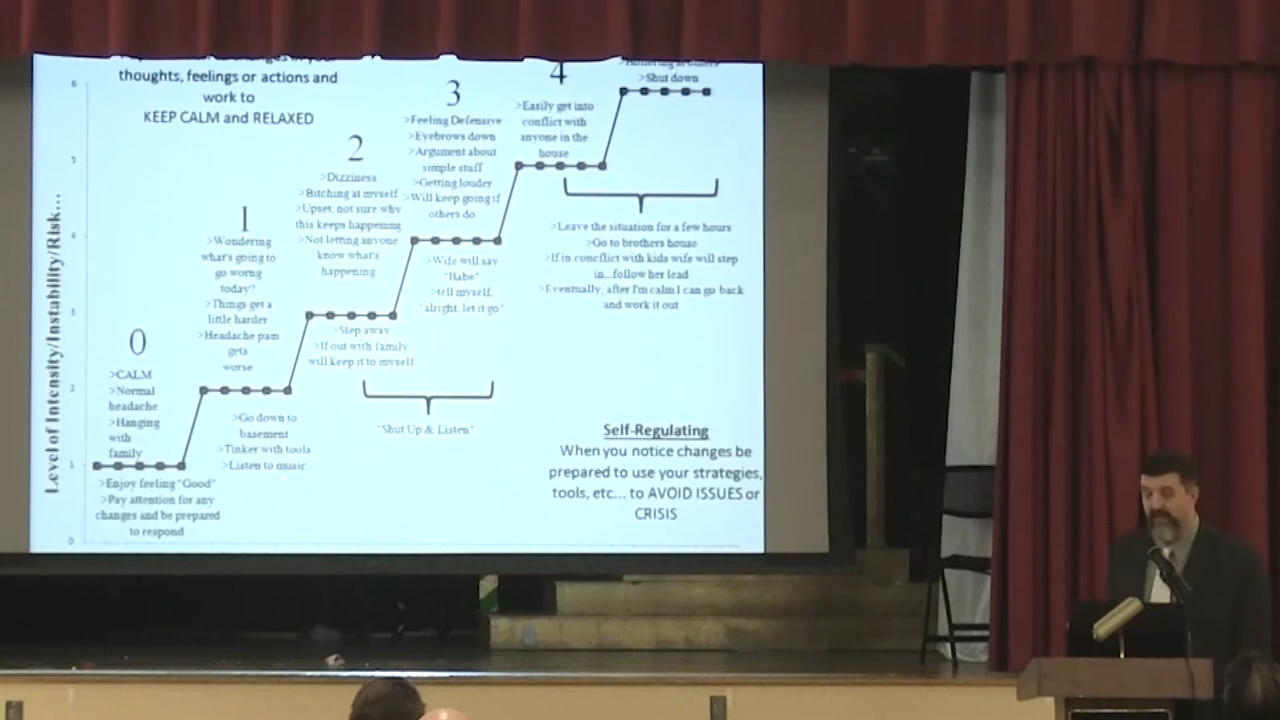 thoughts, feelings or actions and
work to
KEEP CALM and RELAXED
Level of Intensity/Instability/Risk...
6
5
4
3
2
1
0
0
>CALM
>Normal
headache
>Hanging
with
family
>Enjoy feeling "Good"
>Pay attention for any
changes and be prepared
to respond
1
>Wondering
what's going to
go worng
today?
>Things get a
little harder
>Headache pain
gets
worse
>Go down to
basement
>Tinker with tools
>Listen to music
2
>Dizziness
>Bitching at myself
>Upset, not sure why
this keeps happening
>Not letting anyone
know what's
happening
>Step away
>If out with family
will keep it to myself
3
>Feeling Defensive
>Eyebrows down
>Argument about
simple stuff
>Getting louder
>Will keep going if
others do
>Wife will say
"Babe"
>tell myself,
"alright, let it go"
"Shut Up & Listen"
4
>Easily get into
conflict with
anyone in the
house
>Shut down
>Leave the situation for a few hours
>Go to brothers house
>If in concflict with kids wife will step
in...follow her lead
>Eventually, after I'm calm I can go back
and work it out
Self-Regulating
When you notice changes be
prepared to use your strategies,
tools, etc... to AVOID ISSUES or
CRISIS